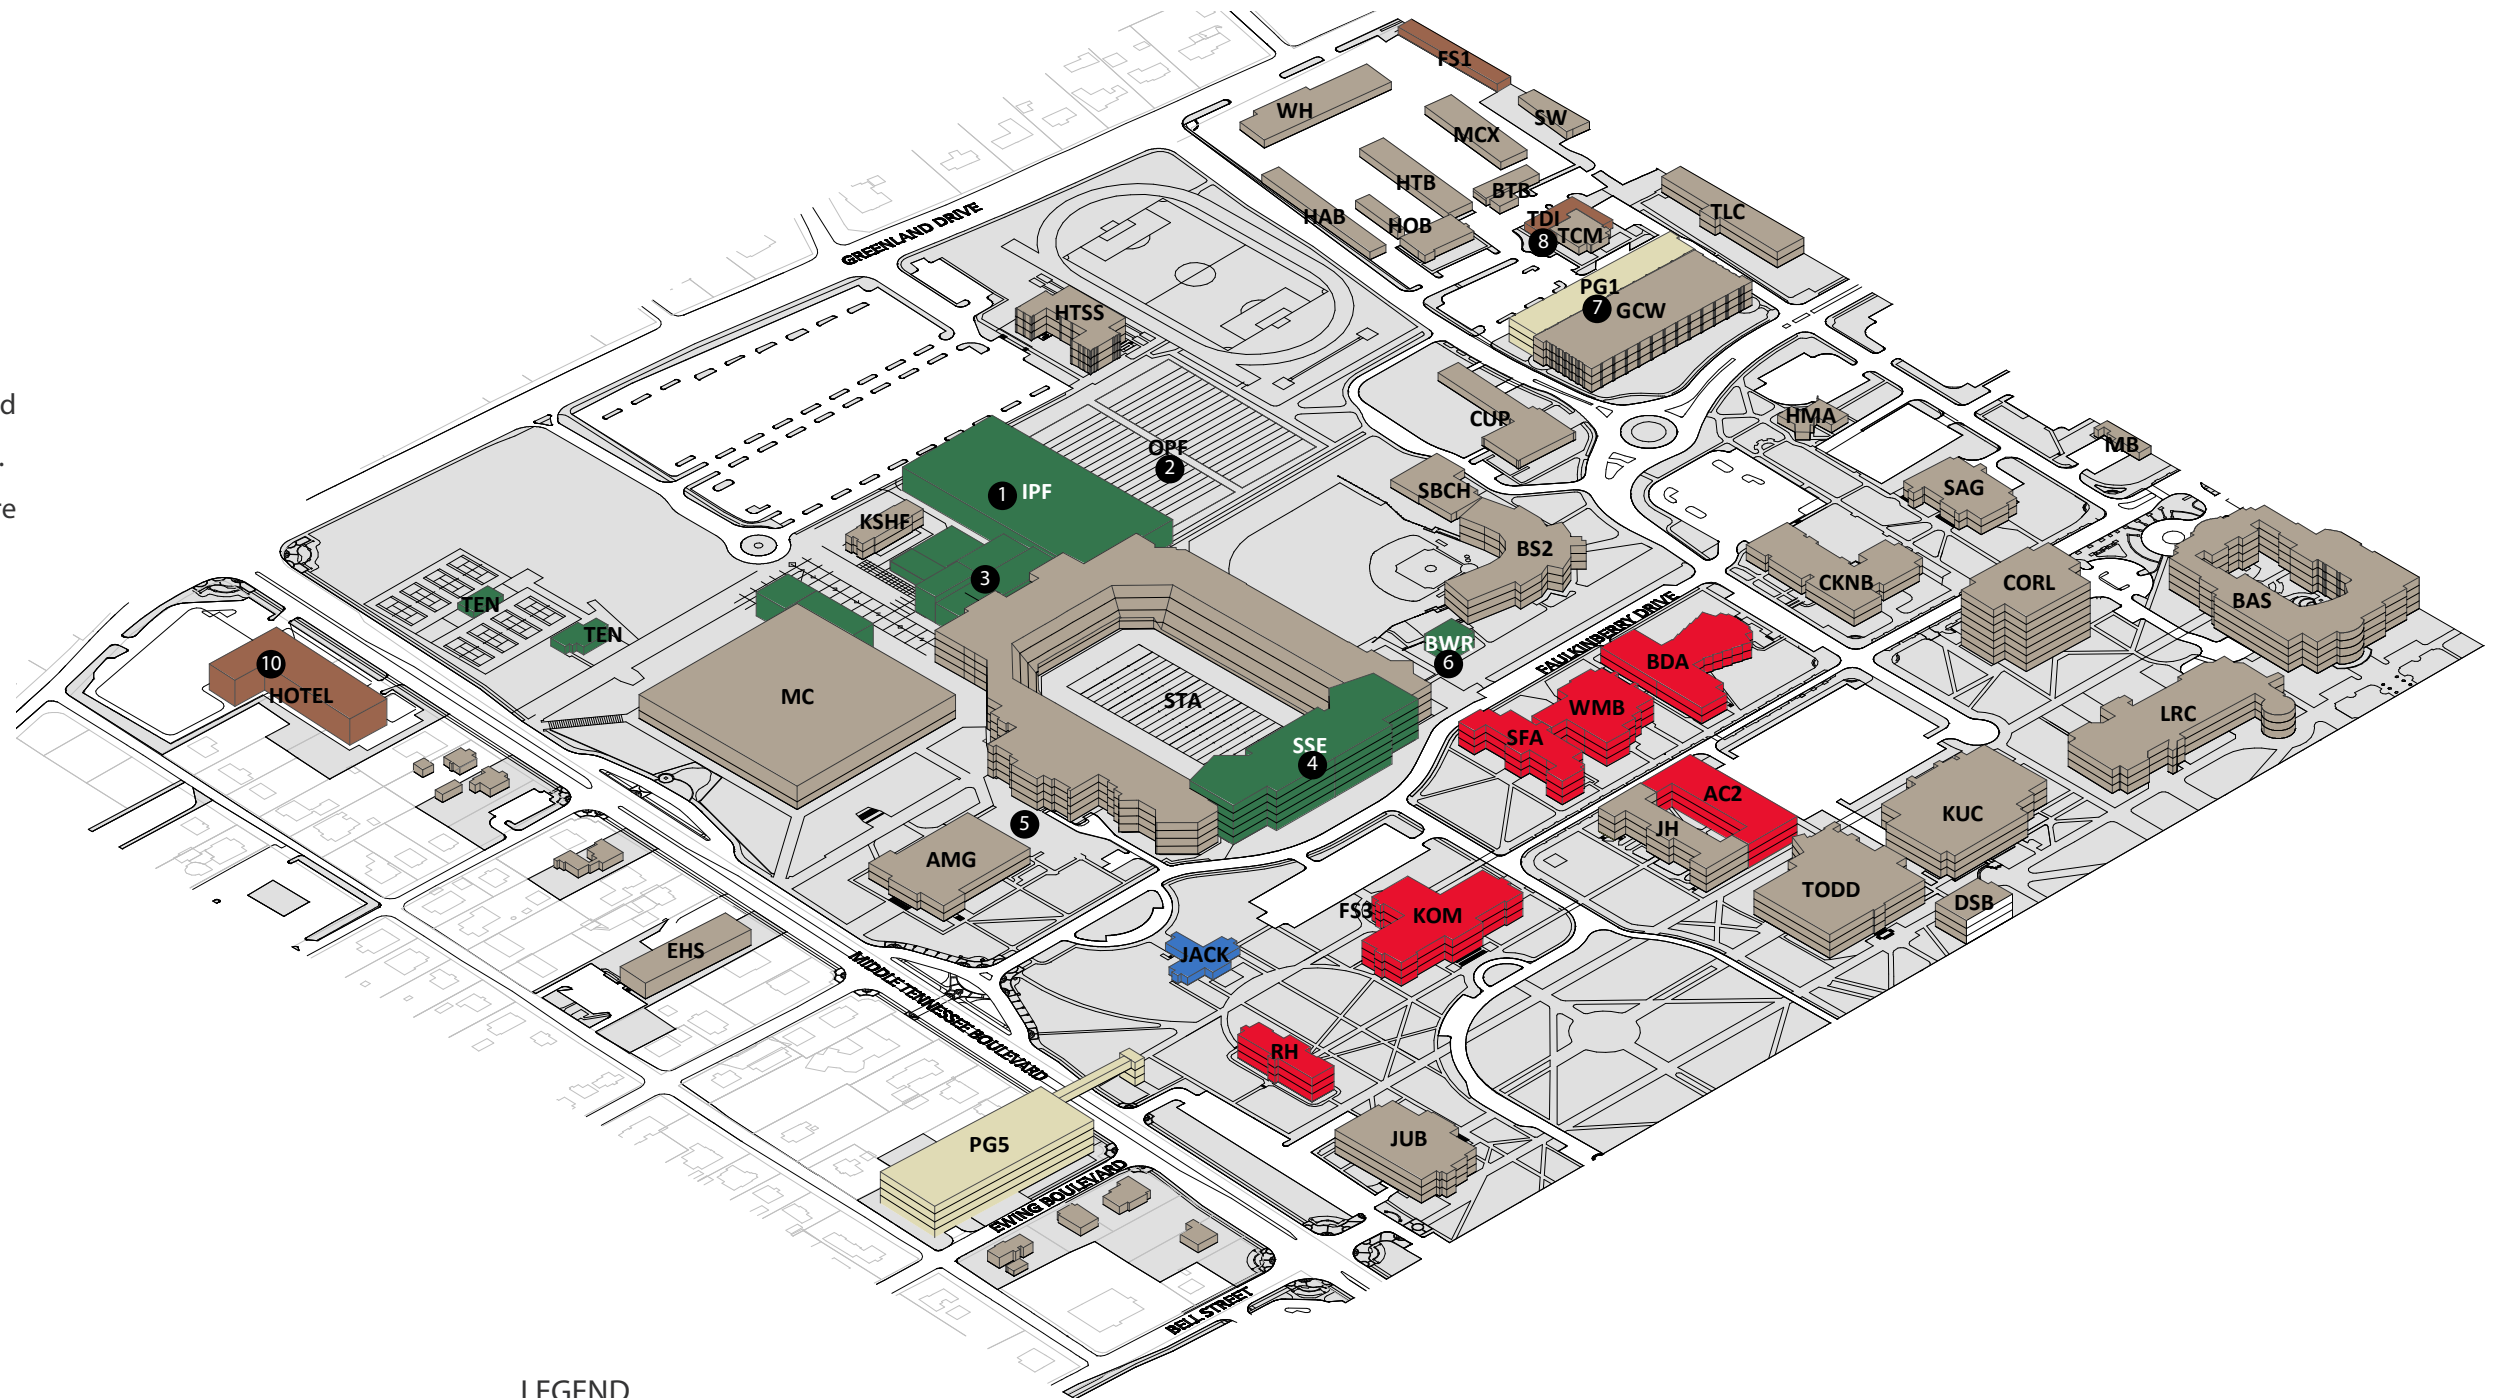 FS1
WH
SW
MCX
HTB
BTB
HAB
HOB
TDI
TCM
8
TLC
GREENLAND DRIVE
PG1
7
GCW
HTSS
d
.
re
CUP
HMA
MB
OPF
2
1
IPF
SBCH
SAG
KSHF
BS2
3
CKNB
CORL
BAS
TEN
TEN
FAULKINBERRY DRIVE
BWR
6
BDA
10
HOTEL
MC
STA
WMB
SFA
LRC
SSE
4
AC2
KUC
5
JH
AMG
TODD
DSB
FS3
KOM
EHS
JACK
MIDDLE TENNESSEE BOULEVARD
RH
PG5
JUB
EWING BOULEVARD
BELL STREET
LEGEND